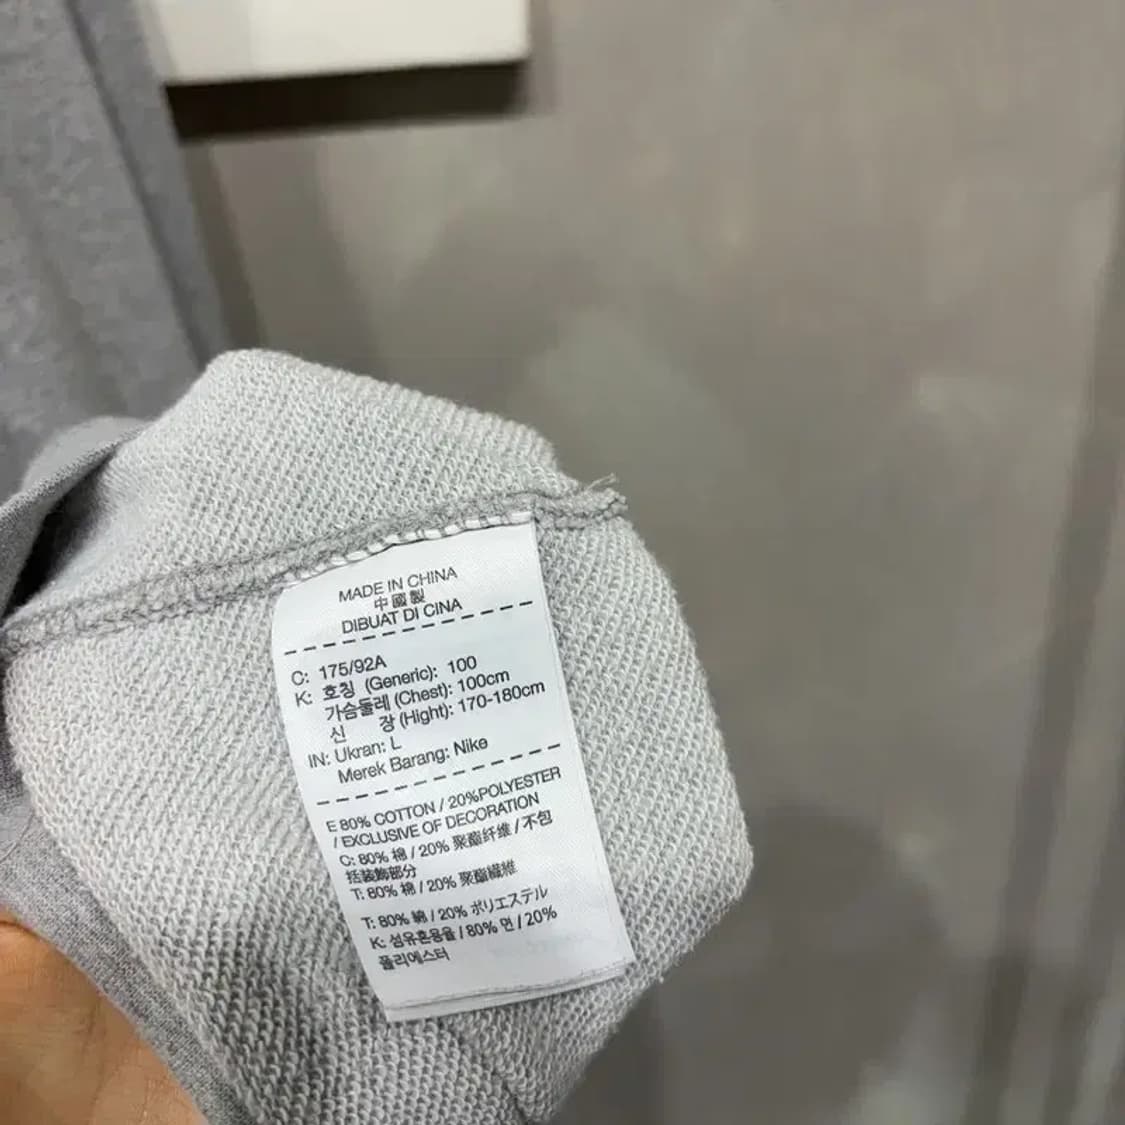 MADE IN CHINA
中國製
DIBUAT DI CINA
C: 175/92A
K: 호칭 (Generic): 100
가슴둘레 (Chest): 100cm
신 장 (Hight): 170-180cm
IN: Ukran: L
Merek Barang: Nike
E 80% COTTON / 20%POLYESTER
/ EXCLUSIVE OF DECORATION
C: 80% 棉 / 20% 聚酯纤维 / 不包
括装飾部分
T: 80% 棉 / 20% 聚酯纖維
T: 80% 綿 / 20% ポリエステル
K: 섬유혼용율 / 80% 면 / 20%
폴리에스터